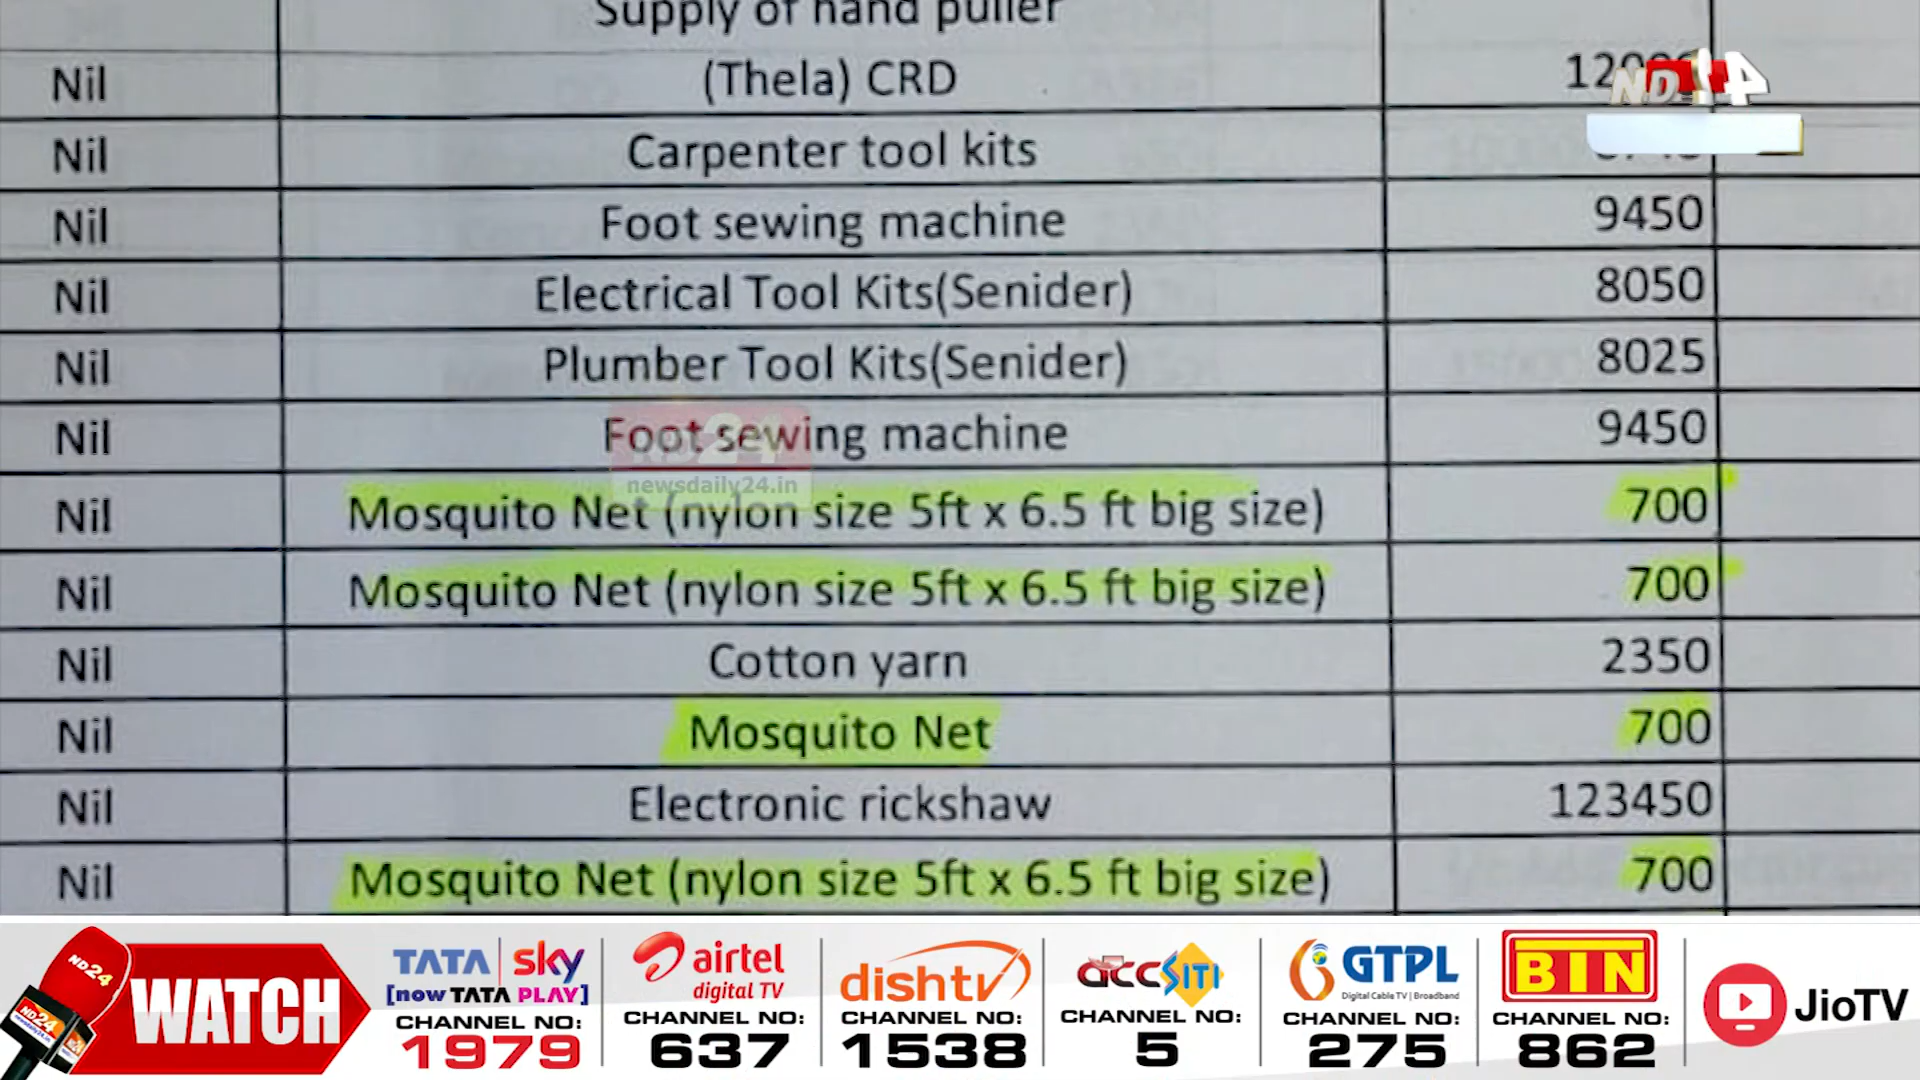 Supply of hand puller
Nil (Thela) CRD
Nil Carpenter tool kits
Nil Foot sewing machine 9450
Nil Electrical Tool Kits(Senider) 8050
Nil Plumber Tool Kits(Senider) 8025
Nil Foot sewing machine 9450
newsdaily24.in
Nil Mosquito Net (nylon size 5ft x 6.5 ft big size) 700
Nil Mosquito Net (nylon size 5ft x 6.5 ft big size) 700
Nil Cotton yarn 2350
Nil Mosquito Net 700
Nil Electronic rickshaw 123450
Nil Mosquito Net (nylon size 5ft x 6.5 ft big size) 700
ND24
ND24
WATCH
TATA sky
[now TATA PLAY]
CHANNEL NO:
1979
airtel
digital TV
CHANNEL NO:
637
dishtv
CHANNEL NO:
1538
accSITI
CHANNEL NO:
5
GTPL
Digital Cable TV | Broadband
CHANNEL NO:
275
BIN
CHANNEL NO:
862
JioTV